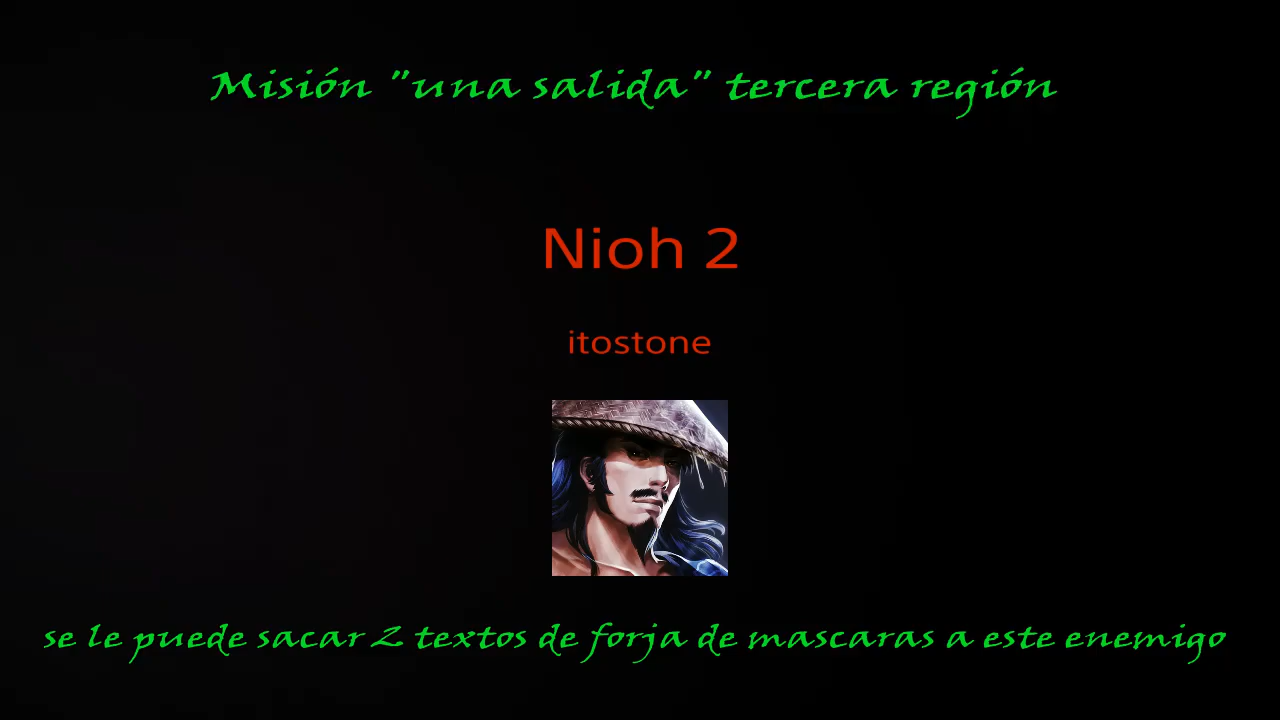 Misión "una salida" tercera región
Nioh 2
itostone
se le puede sacar 2 textos de forja de mascaras a este enemigo